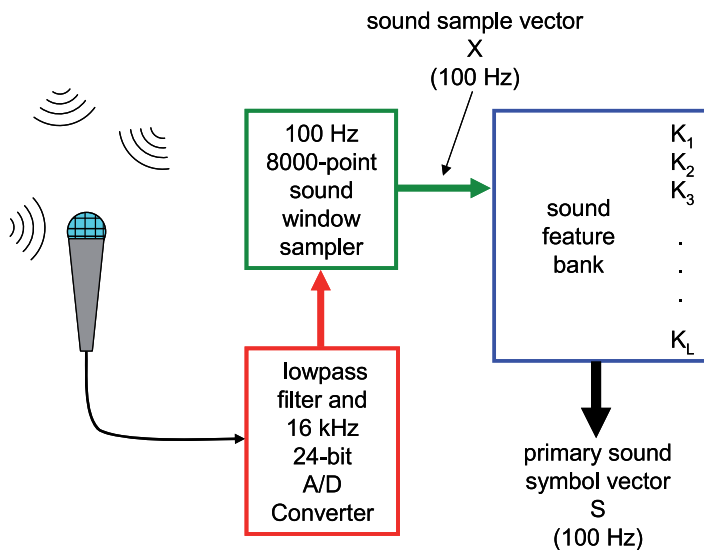 sound sample vector
X
(100 Hz)
100 Hz
8000-point
sound
window
sampler
sound
feature
bank
K1
K2
K3
.
.
.
KL
lowpass
filter and
16 kHz
24-bit
A/D
Converter
primary sound
symbol vector
S
(100 Hz)